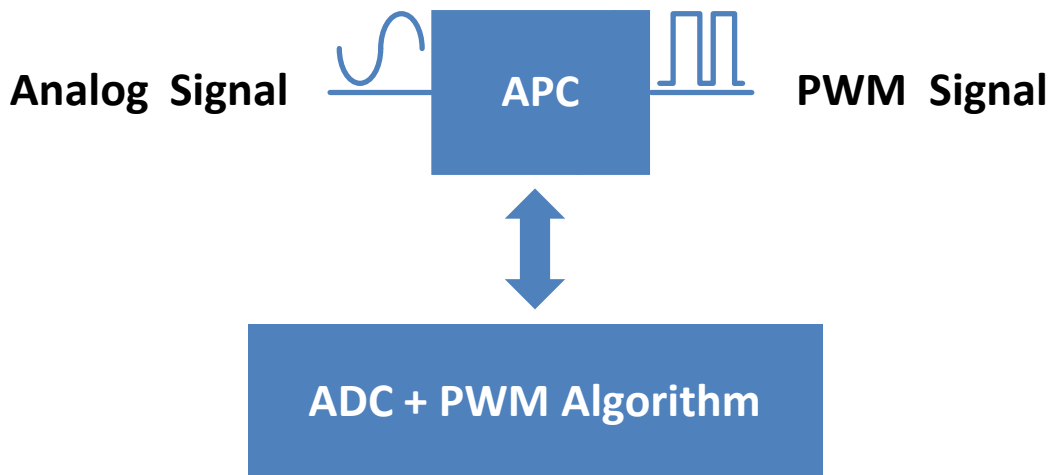 Analog Signal
APC
PWM Signal
ADC + PWM Algorithm